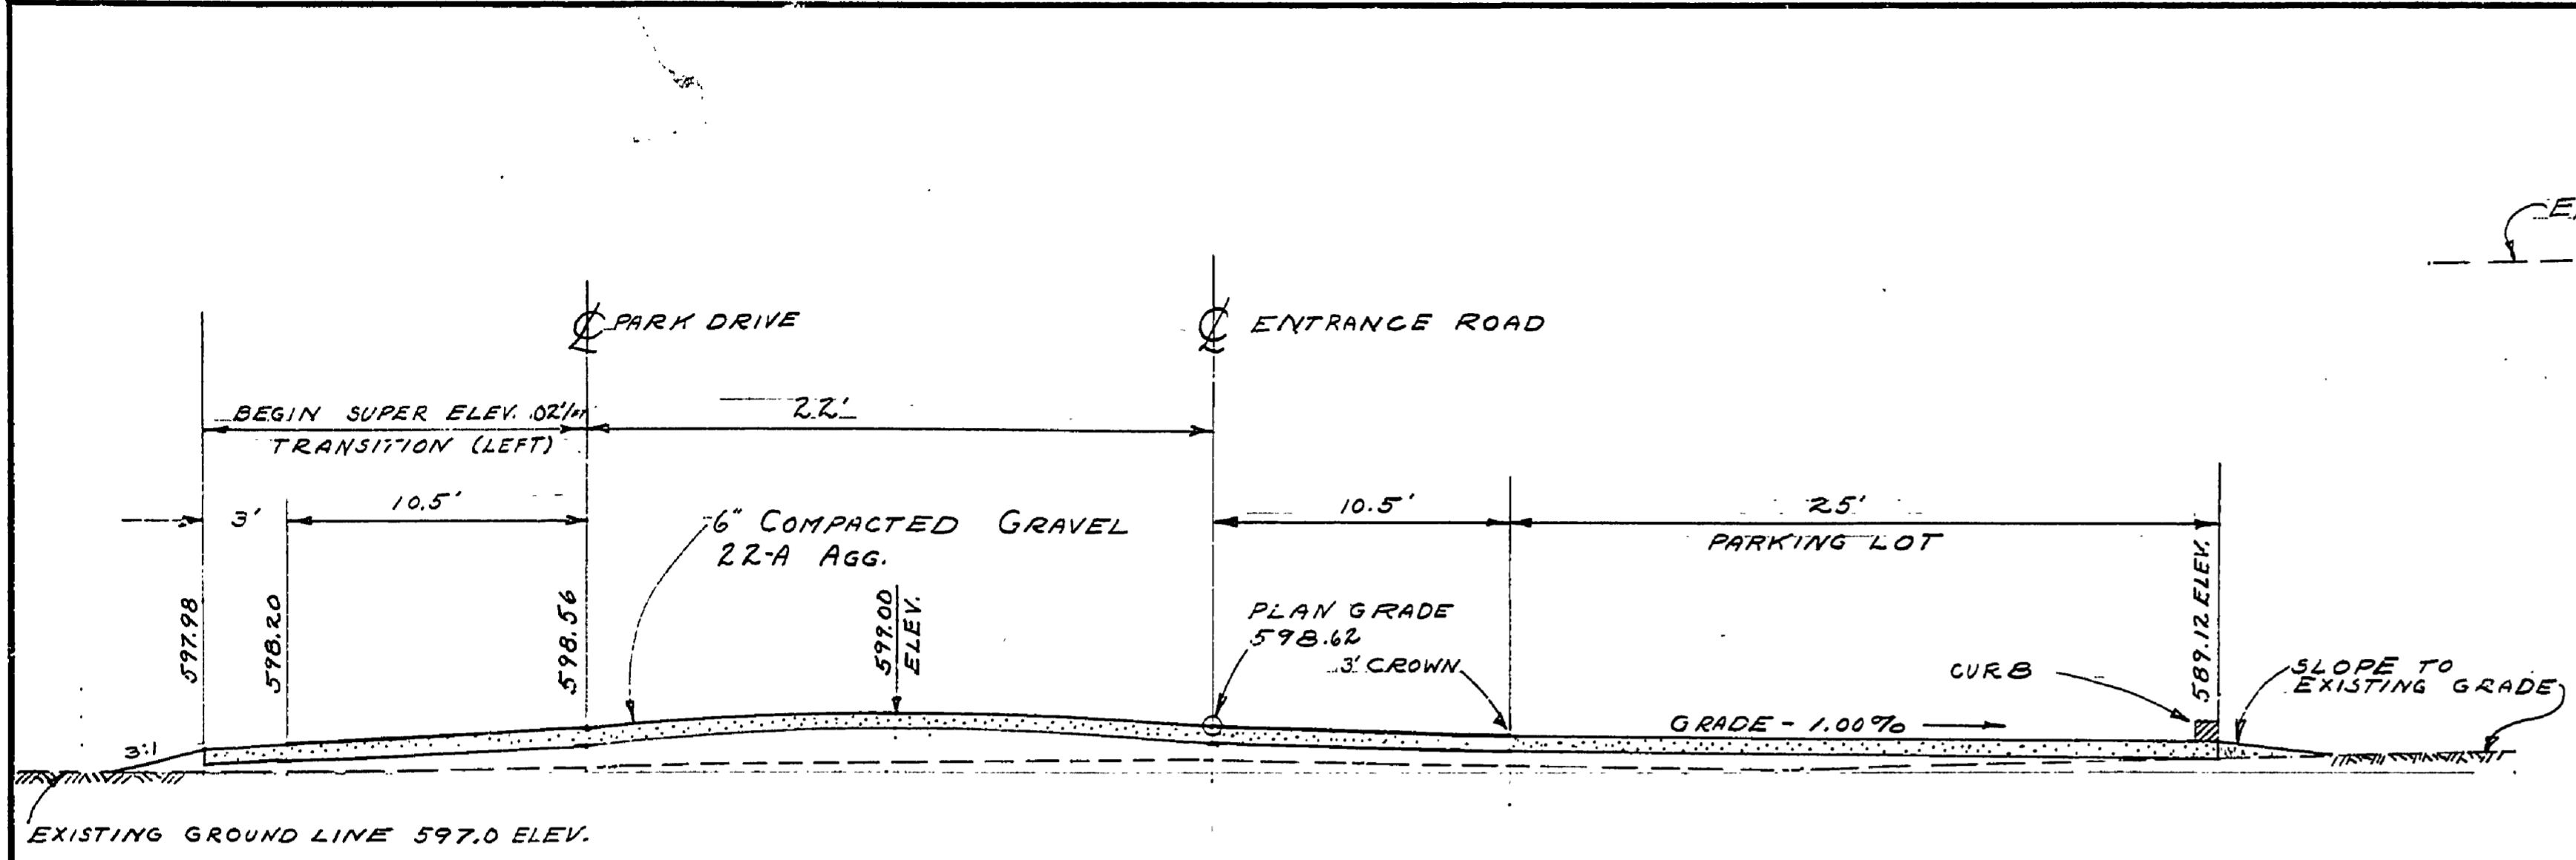 ℄ PARK DRIVE
℄ ENTRANCE ROAD
BEGIN SUPER ELEV. .02'/FT
TRANSITION (LEFT)
22'
3'
10.5'
6" COMPACTED GRAVEL
22-A AGG.
10.5'
25'
PARKING LOT
597.98
598.20
598.56
599.00
ELEV.
PLAN GRADE
598.62
3' CROWN
CURB
589.12 ELEV.
SLOPE TO
EXISTING GRADE
GRADE - 1.00%
3:1
EXISTING GROUND LINE 597.0 ELEV.